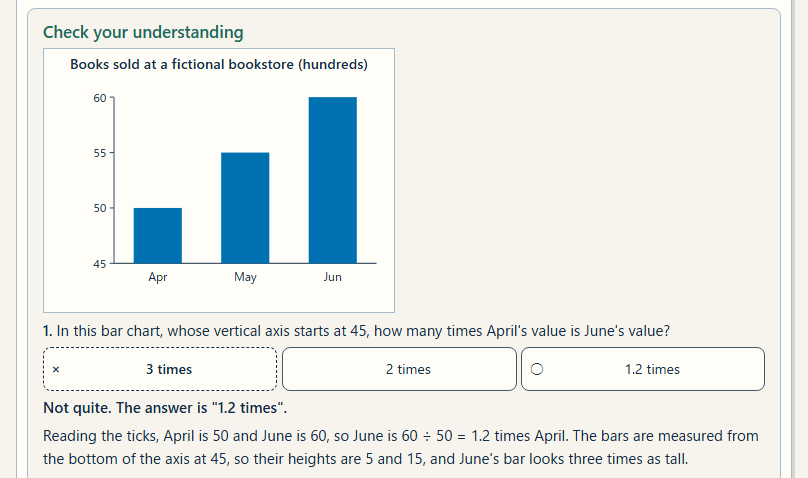 Check your understanding
Books sold at a fictional bookstore (hundreds)
60
55
50
45
Apr May Jun
1. In this bar chart, whose vertical axis starts at 45, how many times April's value is June's value?
× 3 times 2 times 1.2 times
Not quite. The answer is "1.2 times".
Reading the ticks, April is 50 and June is 60, so June is 60 ÷ 50 = 1.2 times April. The bars are measured from
the bottom of the axis at 45, so their heights are 5 and 15, and June's bar looks three times as tall.